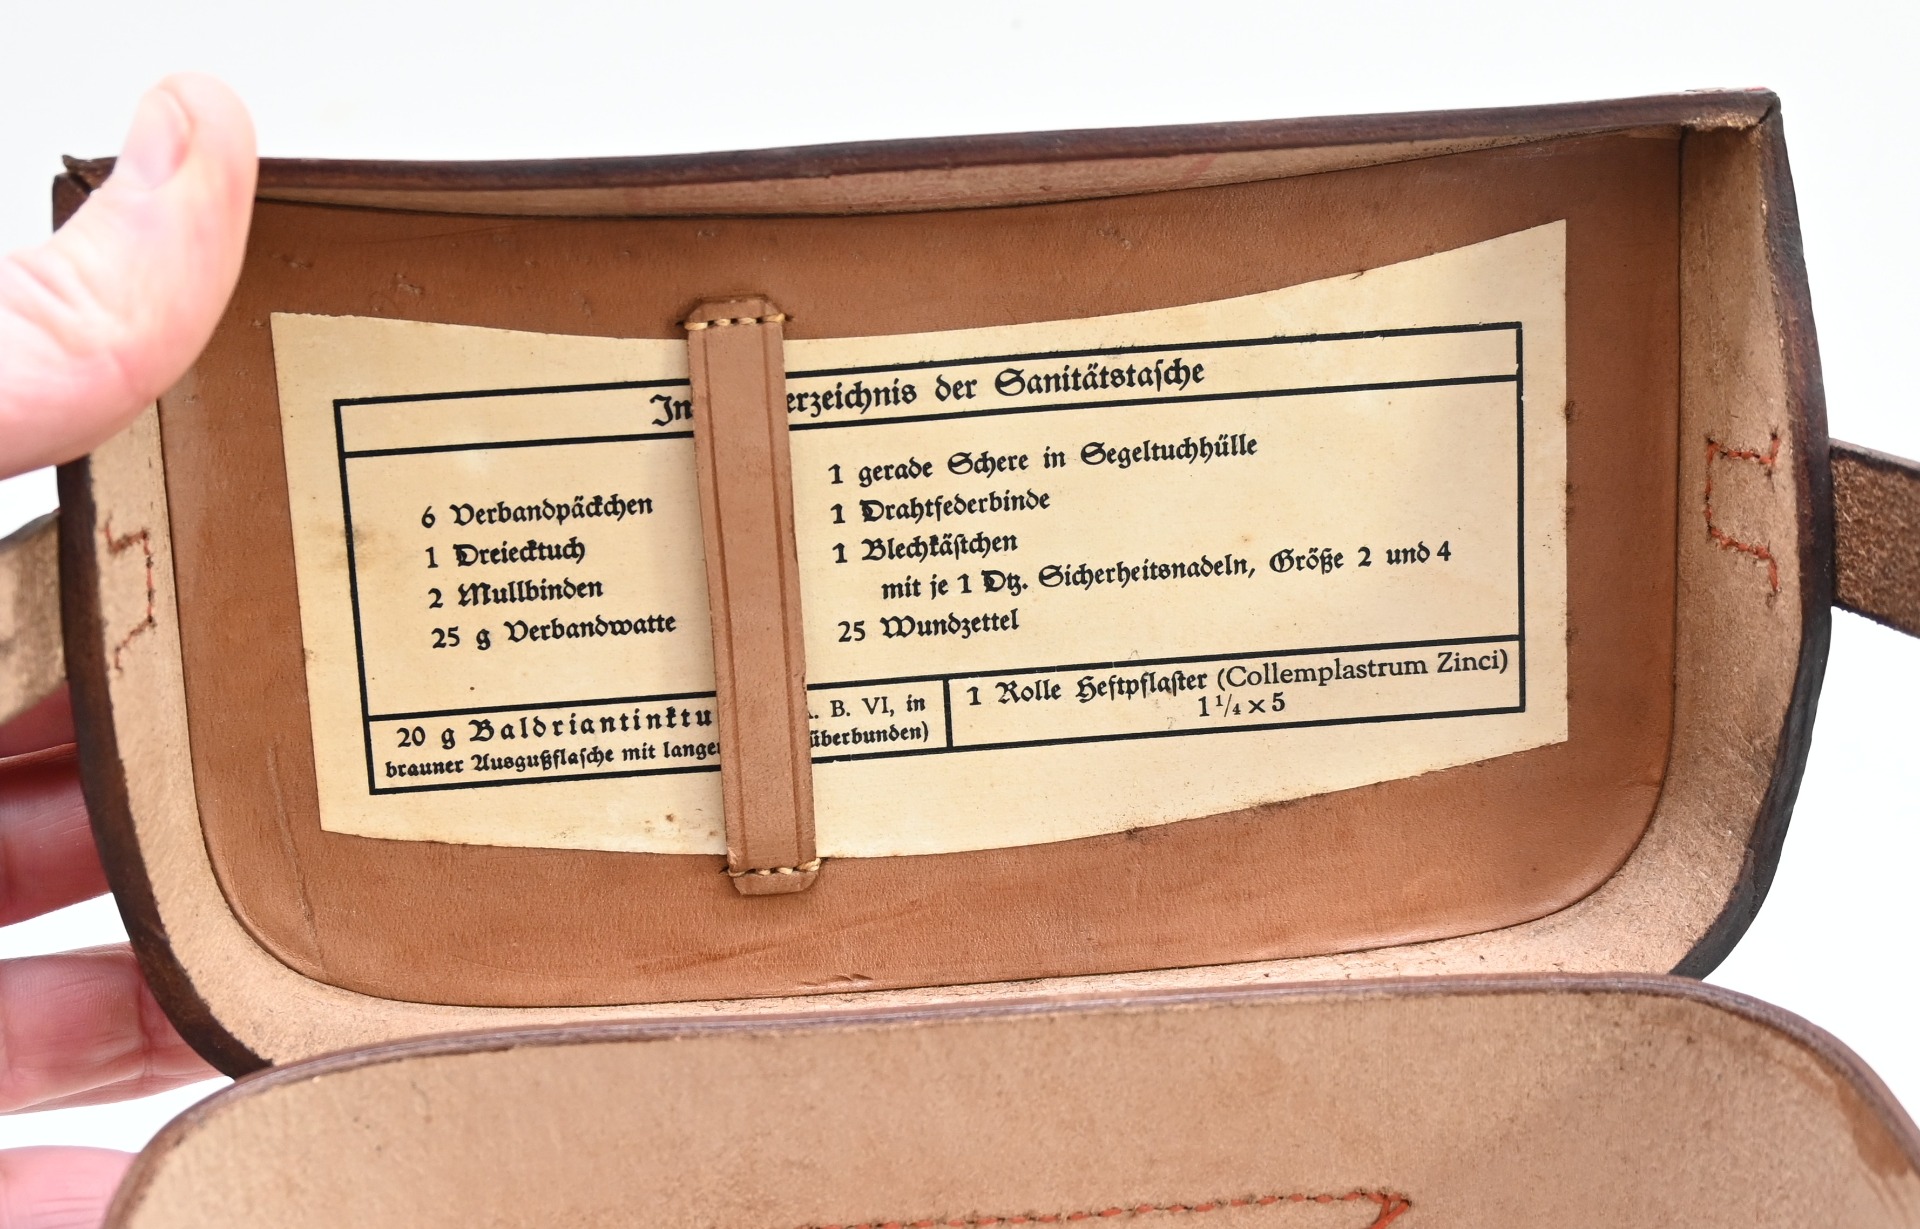 In erzeichnis der Sanitätstasche
6 Verbandpäckchen
1 Dreiecktuch
2 Mullbinden
25 g Verbandwatte
1 gerade Schere in Segeltuchhülle
1 Drahtfederbinde
1 Blechkästchen
mit je 1 Dtz. Sicherheitsnadeln, Größe 2 und 4
25 Wundzettel
20 g Baldriantinktu . B. VI, in
brauner Ausgußflasche mit lange überbunden)
1 Rolle Heftpflaster (Collemplastrum Zinci)
1 1/4 × 5